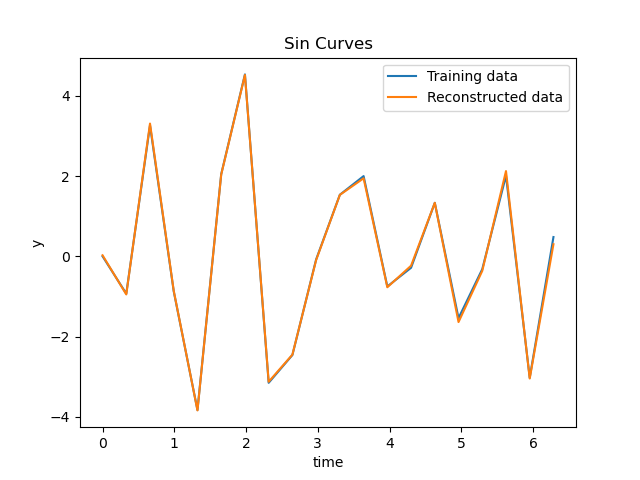 Sin Curves
Training data
Reconstructed data
4
2
0
−2
−4
y
0 1 2 3 4 5 6
time